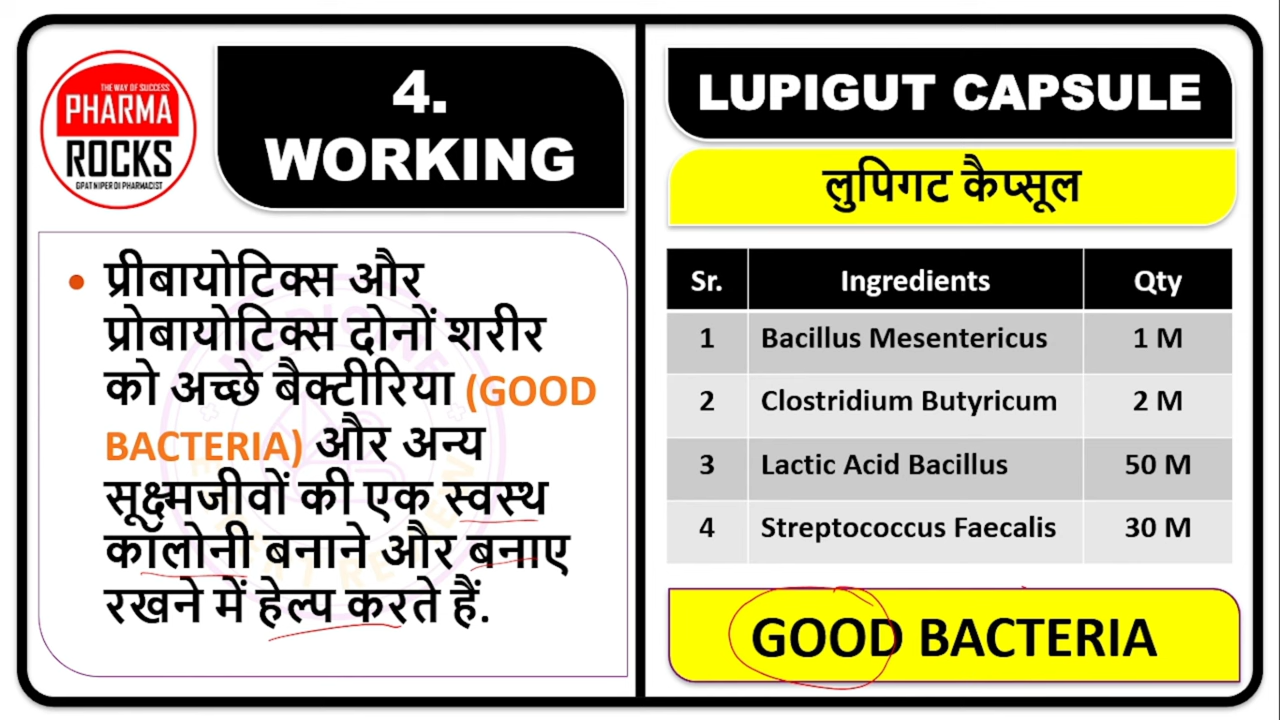 THE WAY OF SUCCESS
PHARMA
ROCKS
GPAT NIPER DI PHARMACIST
4.
WORKING
• प्रीबायोटिक्स और
प्रोबायोटिक्स दोनों शरीर
को अच्छे बैक्टीरिया (GOOD
BACTERIA) और अन्य
सूक्ष्मजीवों की एक स्वस्थ
कॉलोनी बनाने और बनाए
रखने में हेल्प करते हैं.
LUPIGUT CAPSULE
लुपिगट कैप्सूल
Sr. Ingredients Qty
1 Bacillus Mesentericus 1 M
2 Clostridium Butyricum 2 M
3 Lactic Acid Bacillus 50 M
4 Streptococcus Faecalis 30 M
GOOD BACTERIA